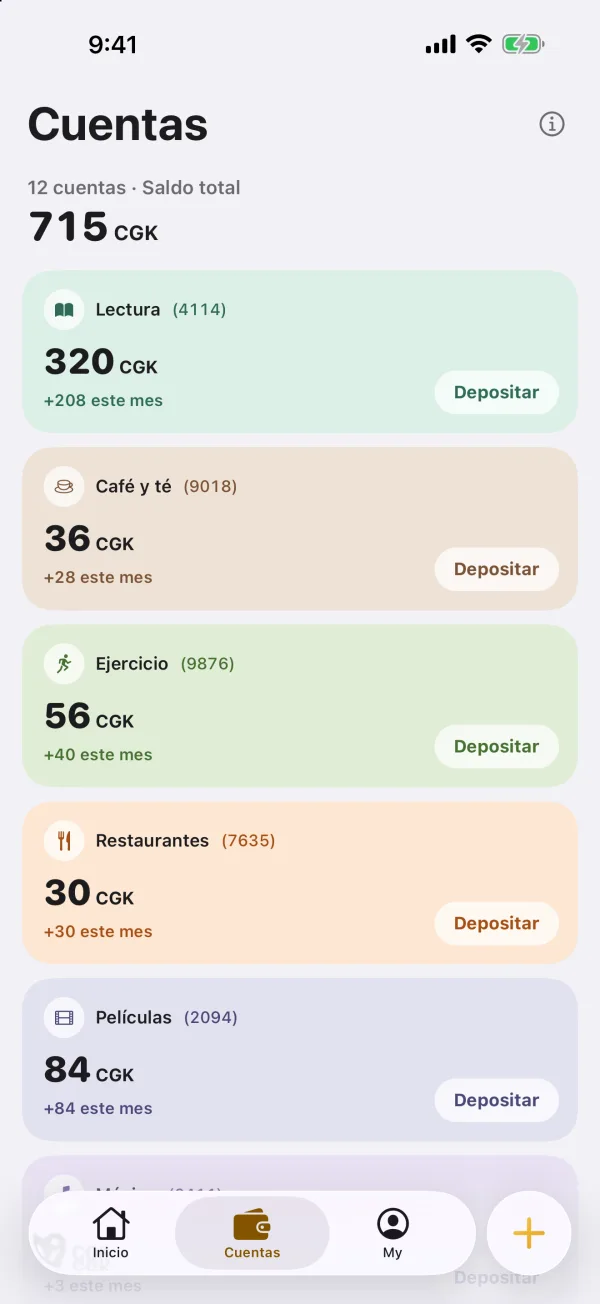 9:41
Cuentas
12 cuentas · Saldo total
715 CGK
Lectura (4114)
320 CGK
+208 este mes
Depositar
Café y té (9018)
36 CGK
+28 este mes
Depositar
Ejercicio (9876)
56 CGK
+40 este mes
Depositar
Restaurantes (7635)
30 CGK
+30 este mes
Depositar
Películas (2094)
84 CGK
+84 este mes
Depositar
Inicio
Cuentas
My
+3 este mes
Depositar